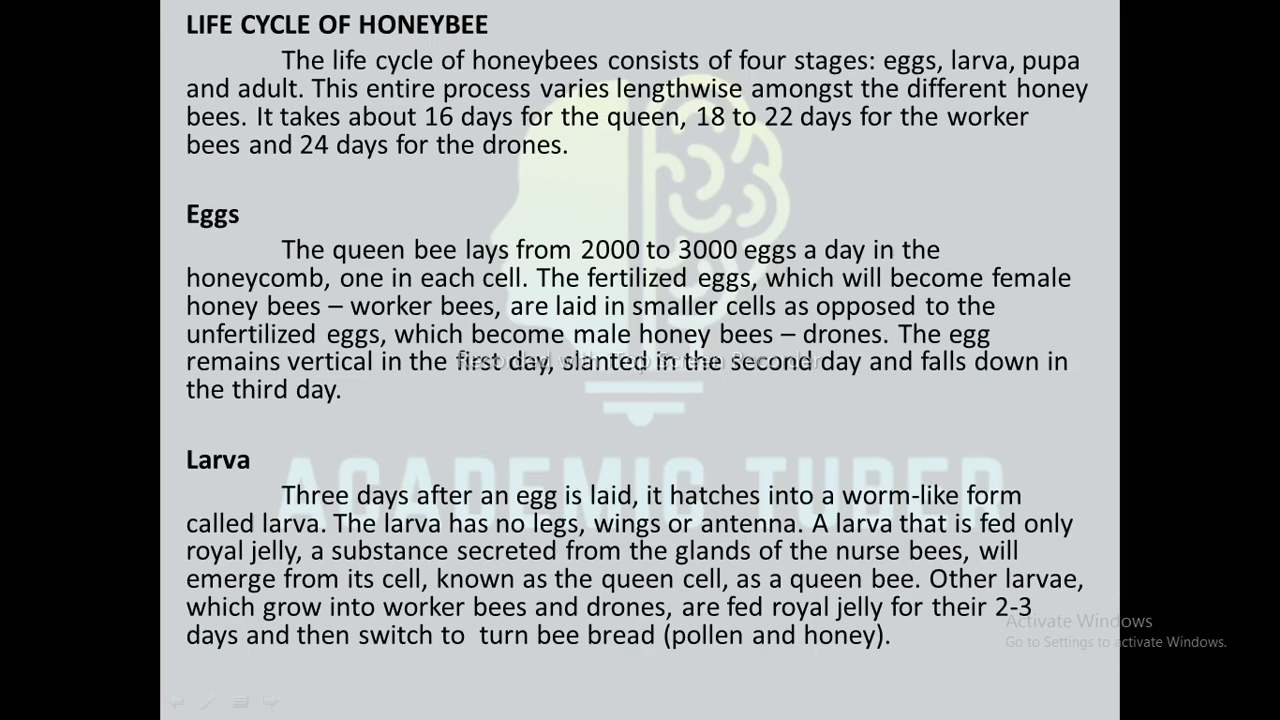 LIFE CYCLE OF HONEYBEE
The life cycle of honeybees consists of four stages: eggs, larva, pupa
and adult. This entire process varies lengthwise amongst the different honey
bees. It takes about 16 days for the queen, 18 to 22 days for the worker
bees and 24 days for the drones.
Eggs
The queen bee lays from 2000 to 3000 eggs a day in the
honeycomb, one in each cell. The fertilized eggs, which will become female
honey bees – worker bees, are laid in smaller cells as opposed to the
unfertilized eggs, which become male honey bees – drones. The egg
remains vertical in the first day, slanted in the second day and falls down in
the third day.
Larva
Three days after an egg is laid, it hatches into a worm-like form
called larva. The larva has no legs, wings or antenna. A larva that is fed only
royal jelly, a substance secreted from the glands of the nurse bees, will
emerge from its cell, known as the queen cell, as a queen bee. Other larvae,
which grow into worker bees and drones, are fed royal jelly for their 2-3
days and then switch to turn bee bread (pollen and honey).
ACADEMIC TUBER
Activate Windows
Go to Settings to activate Windows.